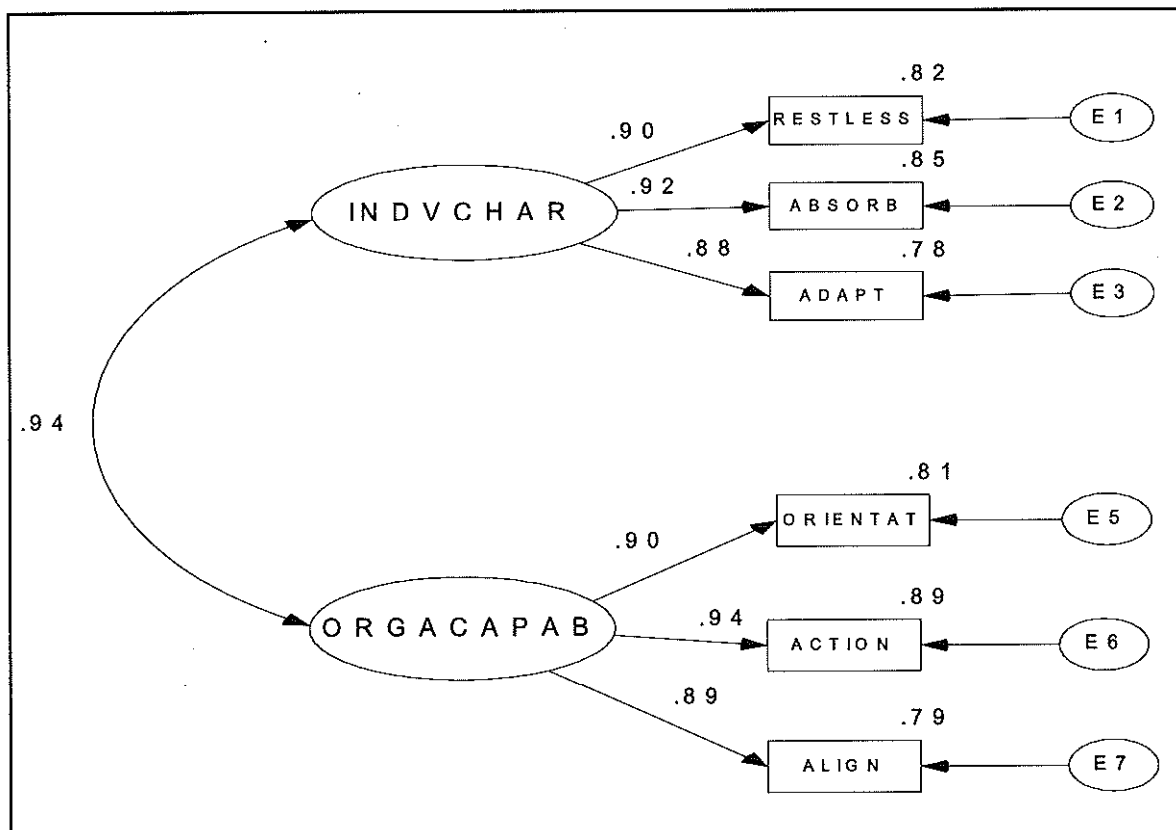 .82
RESTLESS
E1
.90
.85
.92
INDVCHAR
ABSORB
E2
.88
.78
ADAPT
E3
.94
.81
ORIENTAT
E5
.90
.89
ORGACAPAB
.94
ACTION
E6
.89
.79
ALIGN
E7